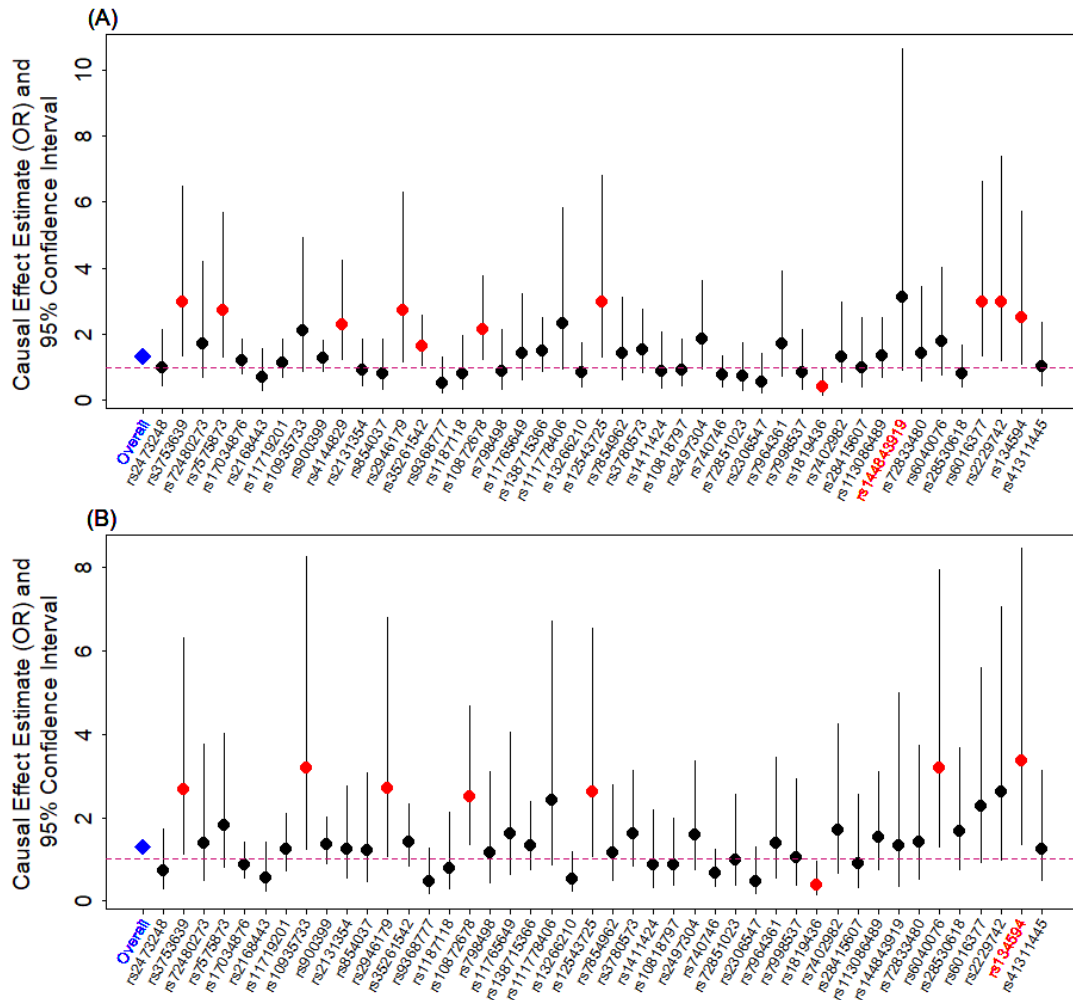 (A)
Causal Effect Estimate (OR) and
95% Confidence Interval
10
8
6
4
2
0
Overall
rs2473248
rs3753639
rs72480273
rs7575873
rs17034876
rs2168443
rs11719201
rs10935733
rs900399
rs4144829
rs2131354
rs854037
rs2946179
rs35261542
rs9368777
rs1187118
rs10872678
rs798498
rs11765649
rs138715366
rs111778406
rs13266210
rs12543725
rs7854962
rs3780573
rs1411424
rs10818797
rs2497304
rs740746
rs72851023
rs2306547
rs7964361
rs7998537
rs1819436
rs7402982
rs28415607
rs113086489
rs144843919
rs72833480
rs6040076
rs28530618
rs6016377
rs2229742
rs134594
rs41311445
(B)
Causal Effect Estimate (OR) and
95% Confidence Interval
8
6
4
2
0
Overall
rs2473248
rs3753639
rs72480273
rs7575873
rs17034876
rs2168443
rs11719201
rs10935733
rs900399
rs2131354
rs854037
rs2946179
rs35261542
rs9368777
rs1187118
rs10872678
rs798498
rs11765649
rs138715366
rs111778406
rs13266210
rs12543725
rs7854962
rs3780573
rs1411424
rs10818797
rs2497304
rs740746
rs72851023
rs2306547
rs7964361
rs7998537
rs1819436
rs7402982
rs28415607
rs113086489
rs144843919
rs72833480
rs6040076
rs28530618
rs6016377
rs2229742
rs134594
rs41311445